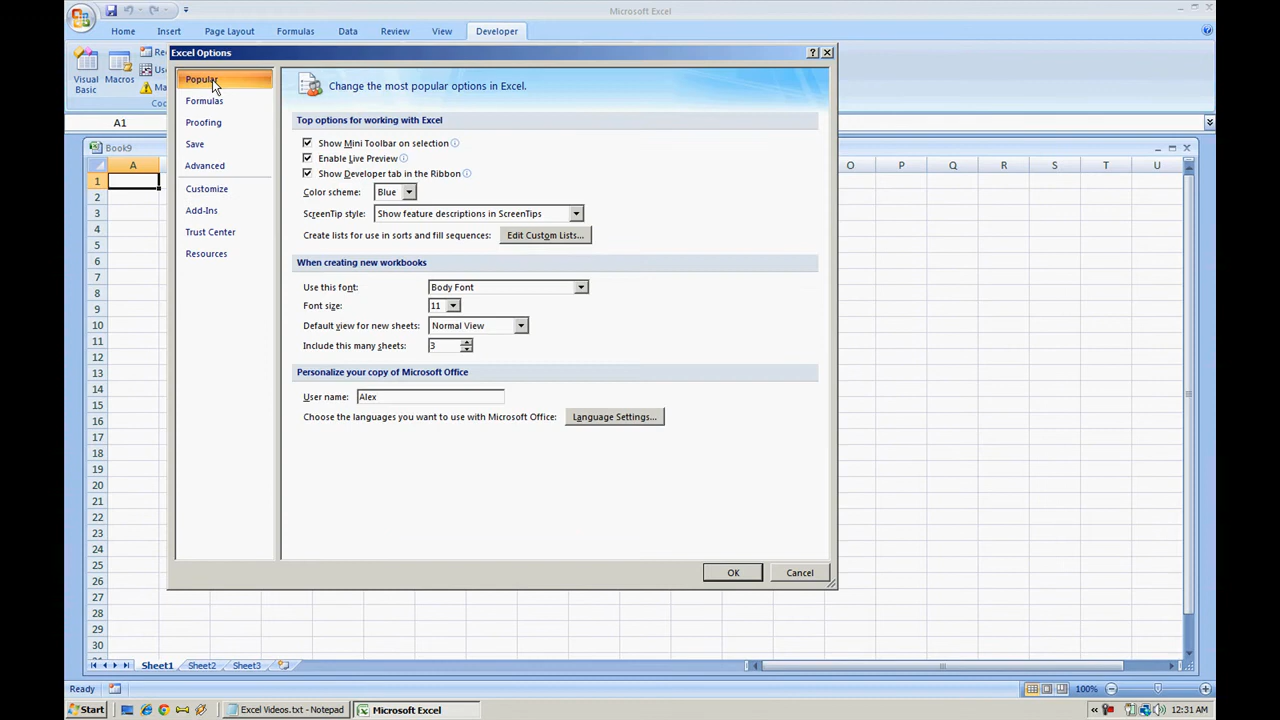 Microsoft Excel
Home Insert Page Layout Formulas Data Review View Developer
Visual Basic
Macros
Re
Us
Ma
Co
A1
Book9
A O P Q R S T U
1
2
3
4
5
6
7
8
9
10
11
12
13
14
15
16
17
18
19
20
21
22
23
24
25
26
27
28
29
30
Excel Options
Popular
Formulas
Proofing
Save
Advanced
Customize
Add-Ins
Trust Center
Resources
Change the most popular options in Excel.
Top options for working with Excel
Show Mini Toolbar on selection
Enable Live Preview
Show Developer tab in the Ribbon
Color scheme: Blue
ScreenTip style: Show feature descriptions in ScreenTips
Create lists for use in sorts and fill sequences: Edit Custom Lists...
When creating new workbooks
Use this font: Body Font
Font size: 11
Default view for new sheets: Normal View
Include this many sheets: 3
Personalize your copy of Microsoft Office
User name: Alex
Choose the languages you want to use with Microsoft Office: Language Settings...
OK Cancel
Sheet1 Sheet2 Sheet3
Ready 100%
Start Excel Videos.txt - Notepad Microsoft Excel 12:31 AM